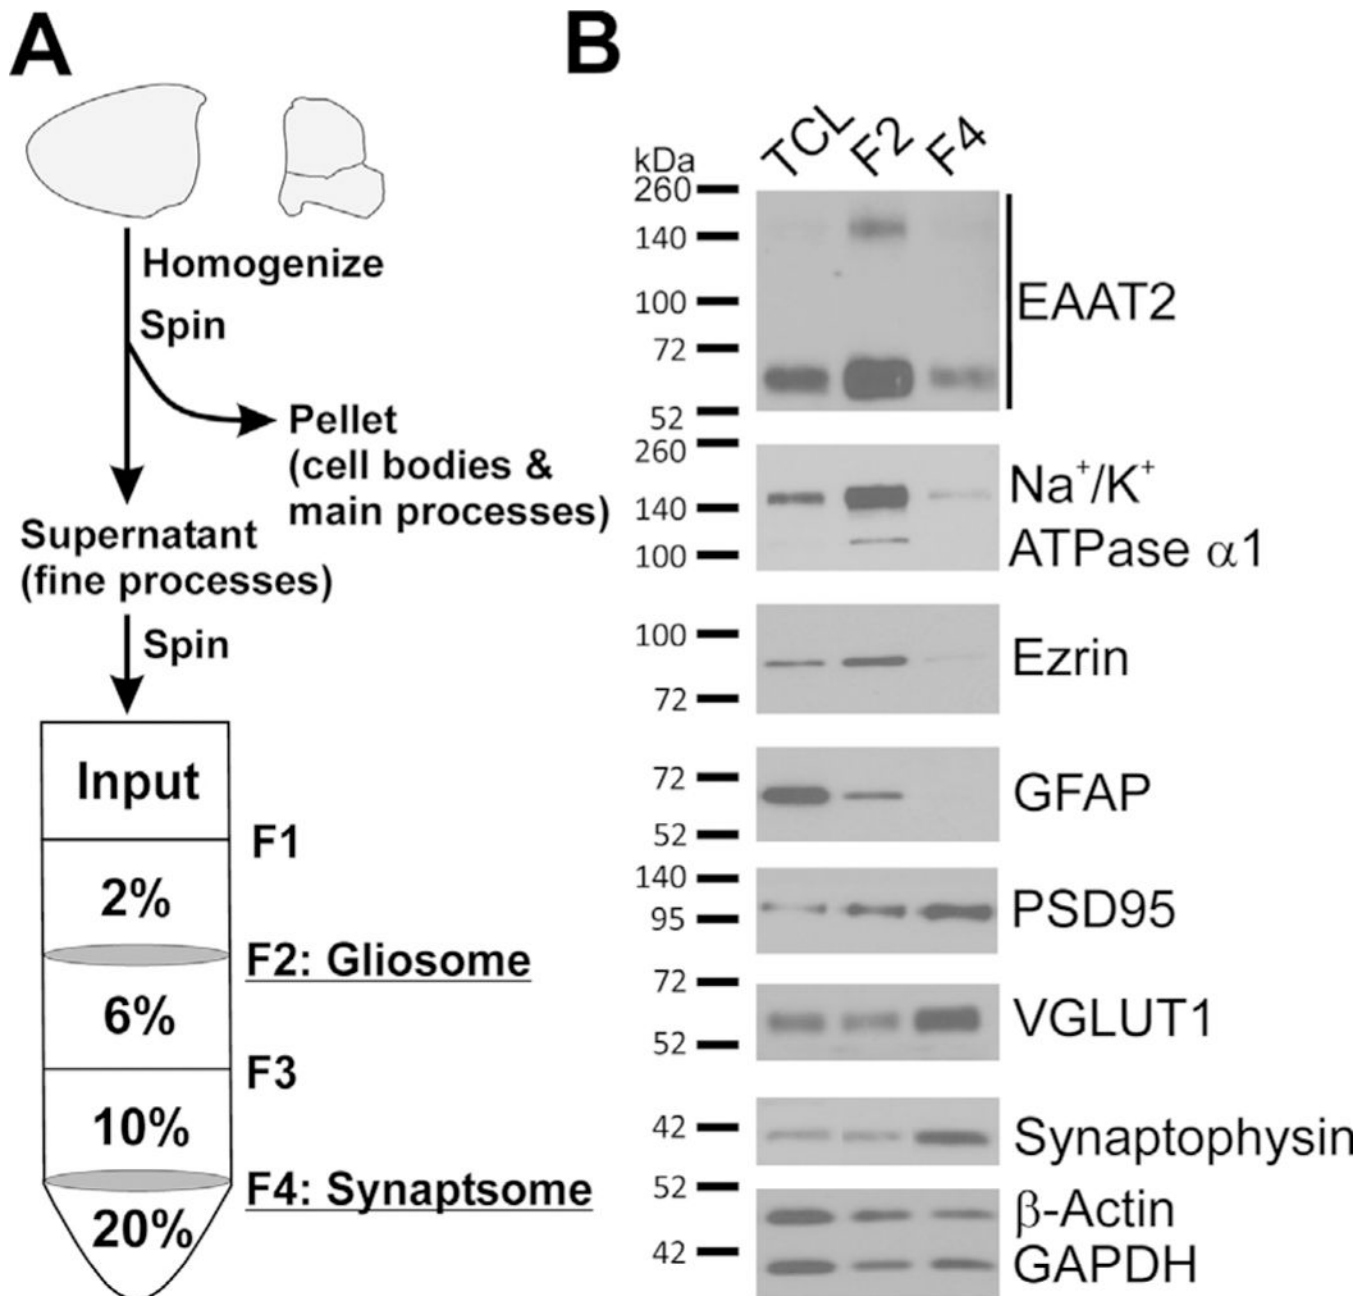 A
Homogenize
Spin
Pellet
(cell bodies &
main processes)
Supernatant
(fine processes)
Spin
Input
F1
2%
F2: Gliosome
6%
F3
10%
F4: Synaptsome
20%
B
kDa
TCL F2 F4
260
140
100
72
52
EAAT2
260
140
100
Na+/K+
ATPase α1
100
72
Ezrin
72
52
GFAP
140
95
PSD95
72
52
VGLUT1
42
Synaptophysin
52
42
β-Actin
GAPDH